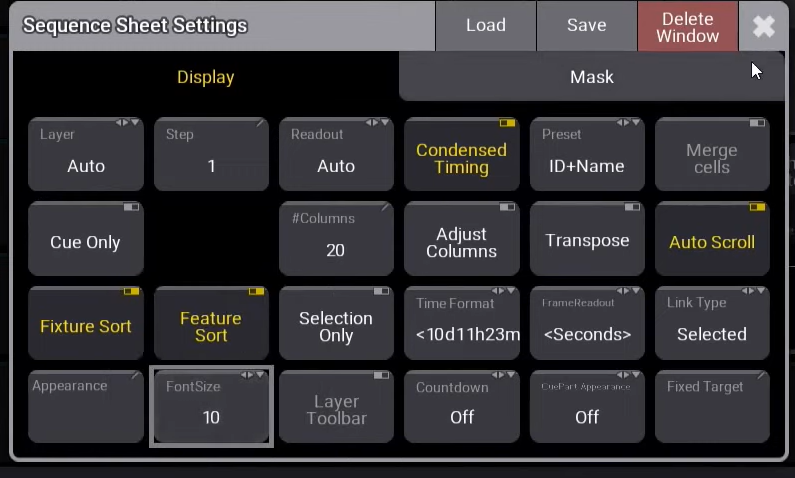 Sequence Sheet Settings
Load
Save
Delete
Window
Display
Mask
Layer
Auto
Step
1
Readout
Auto
Condensed
Timing
Preset
ID+Name
Merge
cells
Cue Only
#Columns
20
Adjust
Columns
Transpose
Auto Scroll
Fixture Sort
Feature
Sort
Selection
Only
Time Format
<10d11h23m
FrameReadout
<Seconds>
Link Type
Selected
Appearance
FontSize
10
Layer
Toolbar
Countdown
Off
CuePart Appearance
Off
Fixed Target